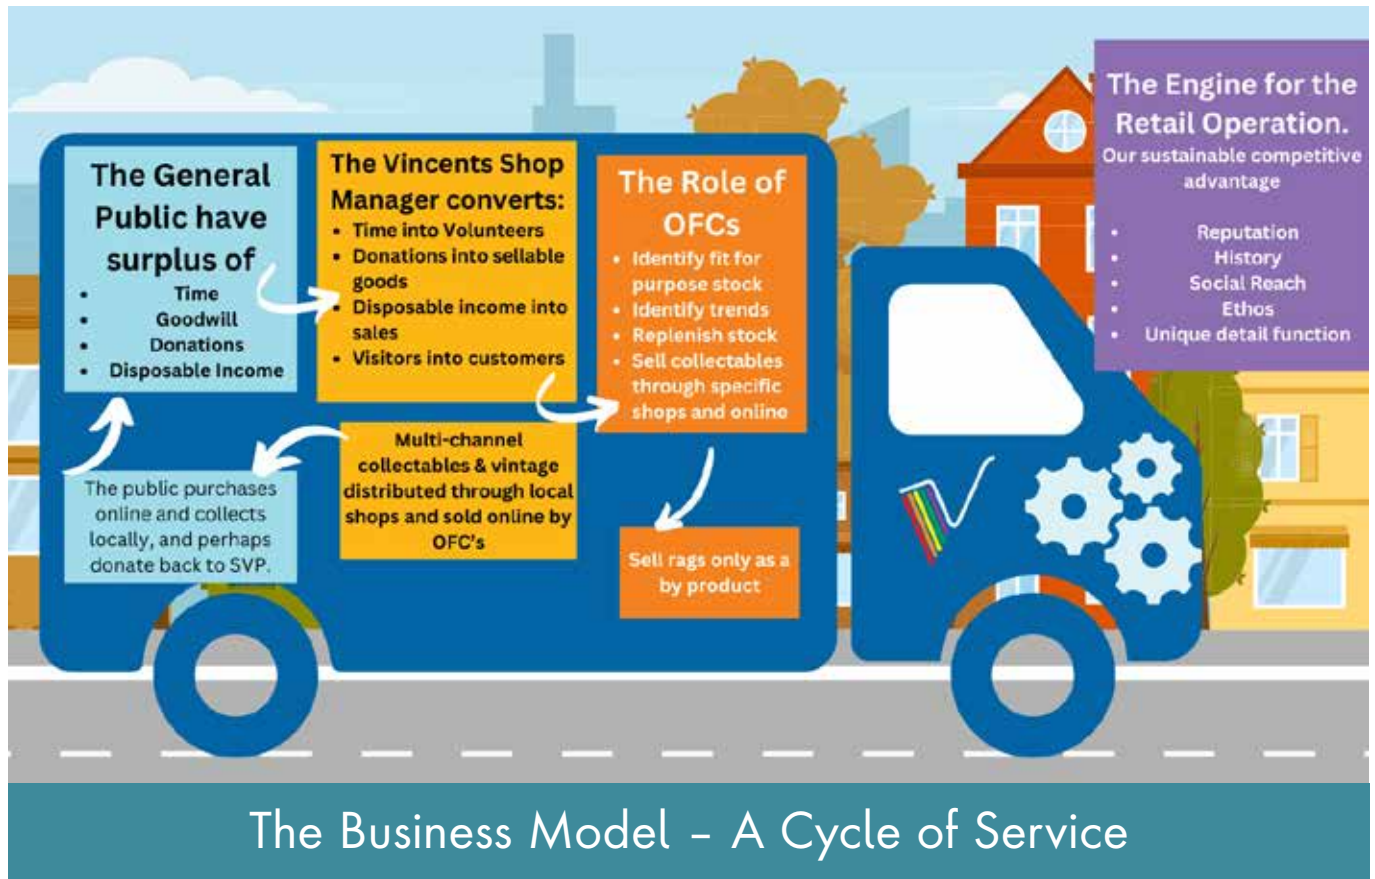 The General
Public have
surplus of
• Time
• Goodwill
• Donations
• Disposable Income
The Vincents Shop
Manager converts:
• Time into Volunteers
• Donations into sellable
goods
• Disposable income into
sales
• Visitors into customers
The Role of
OFCs
• Identify fit for
purpose stock
• Identify trends
• Replenish stock
• Sell collectables
through specific
shops and online
Sell rags only as a
by product
Multi-channel
collectables & vintage
distributed through local
shops and sold online by
OFC's
The public purchases
online and collects
locally, and perhaps
donate back to SVP.
The Engine for the
Retail Operation.
Our sustainable competitive
advantage
• Reputation
• History
• Social Reach
• Ethos
• Unique detail function
The Business Model – A Cycle of Service